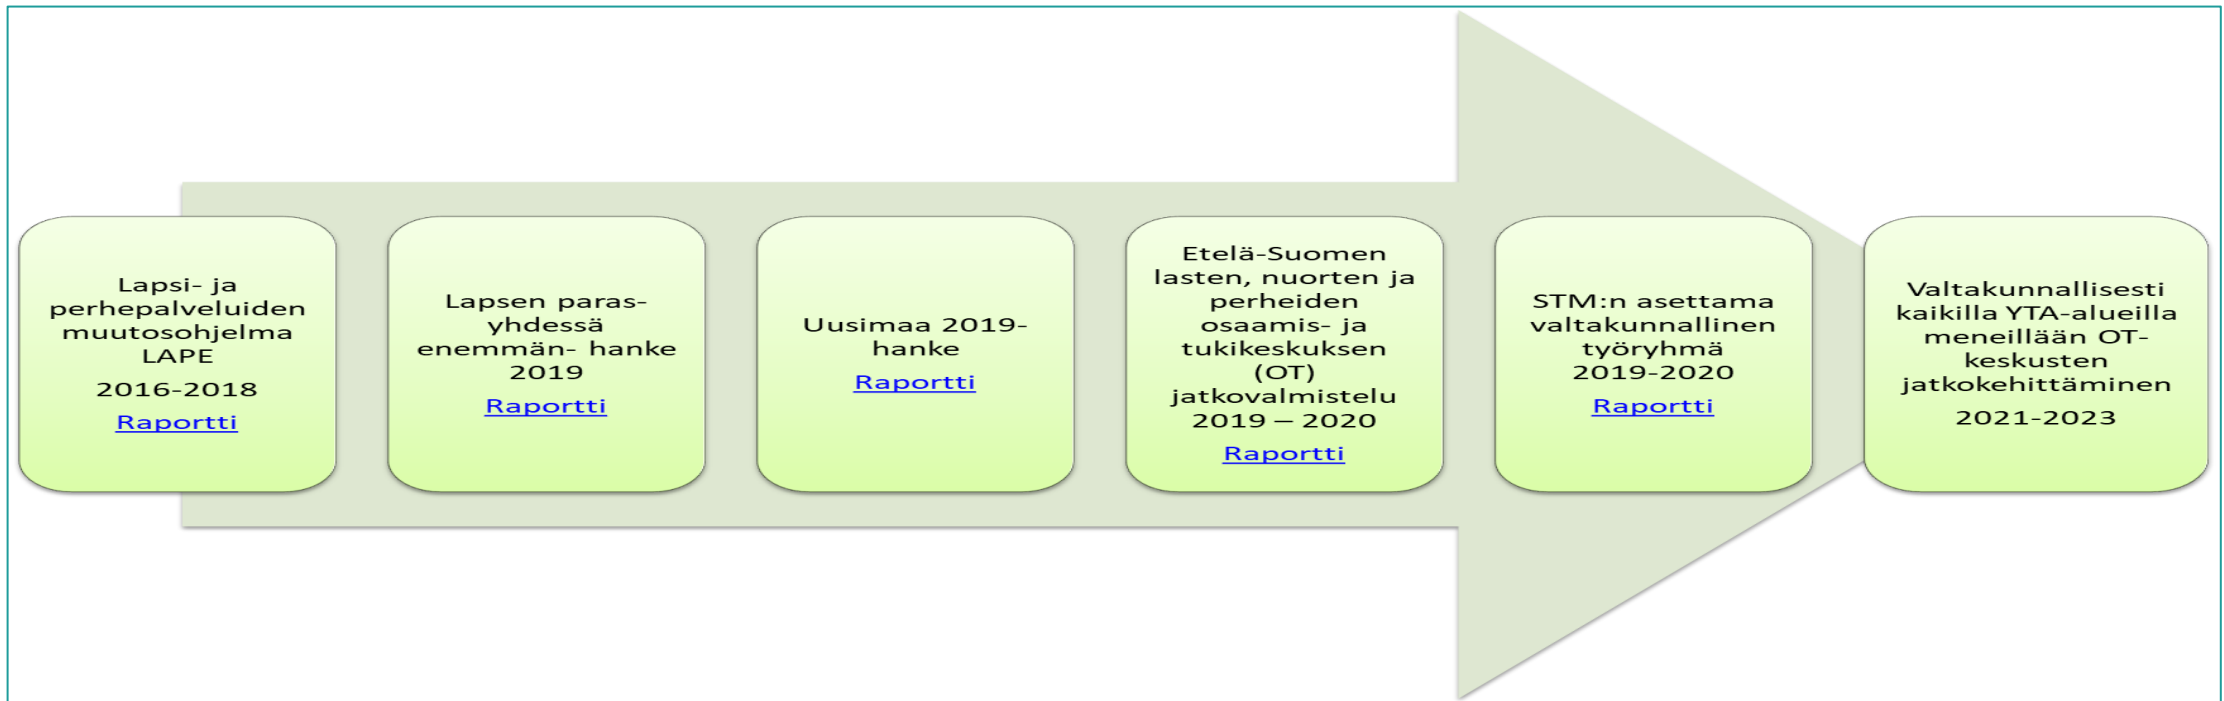 Lapsi- ja
perhepalveluiden
muutosohjelma
LAPE
2016-2018
Raportti
Lapsen paras-
yhdessä
enemmän- hanke
2019
Raportti
Uusimaa 2019-
hanke
Raportti
Etelä-Suomen
lasten, nuorten ja
perheiden
osaamis- ja
tukikeskuksen
(OT)
jatkovalmistelu
2019 – 2020
Raportti
STM:n asettama
valtakunnallinen
työryhmä
2019-2020
Raportti
Valtakunnallisesti
kaikilla YTA-alueilla
meneillään OT-
keskusten
jatkokehittäminen
2021-2023